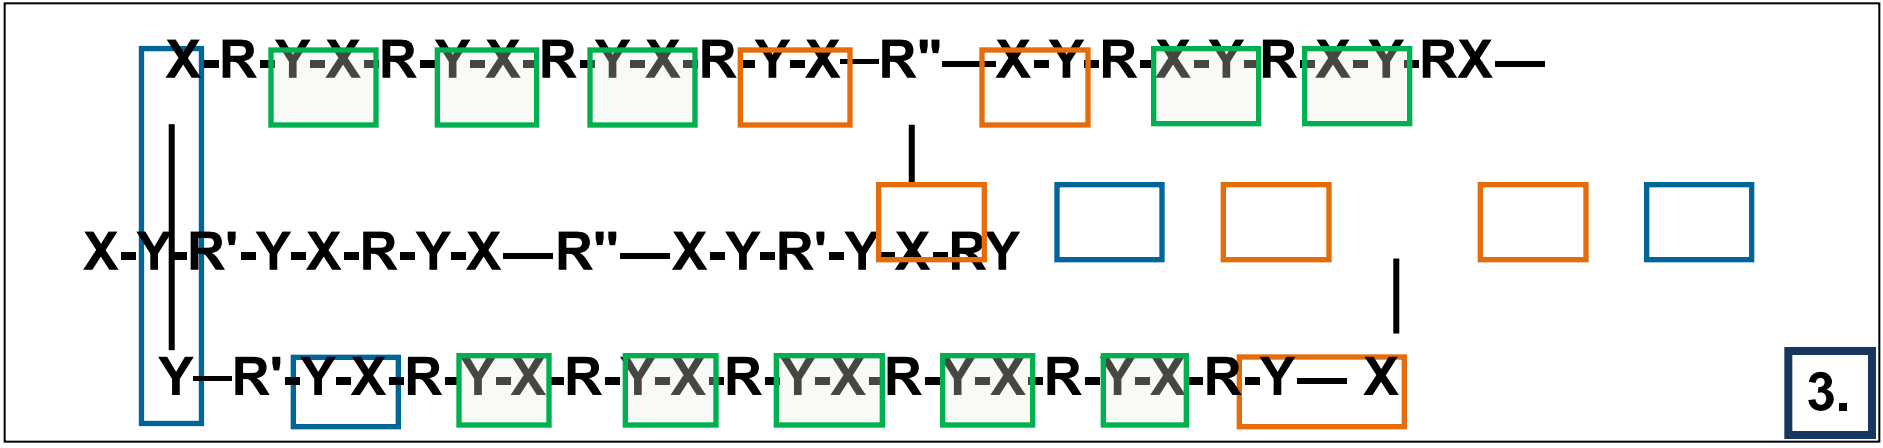 X-R-Y-X-R-Y-X-R-Y-X-R-Y-X—R"—X-Y-R-X-Y-R-X-Y-RX—
X-Y-R'-Y-X-R-Y-X—R"—X-Y-R'-Y-X-RY
Y—R'-Y-X-R-Y-X-R-Y-X-R-Y-X-R-Y-X-R-Y-X-R-Y— X
3.